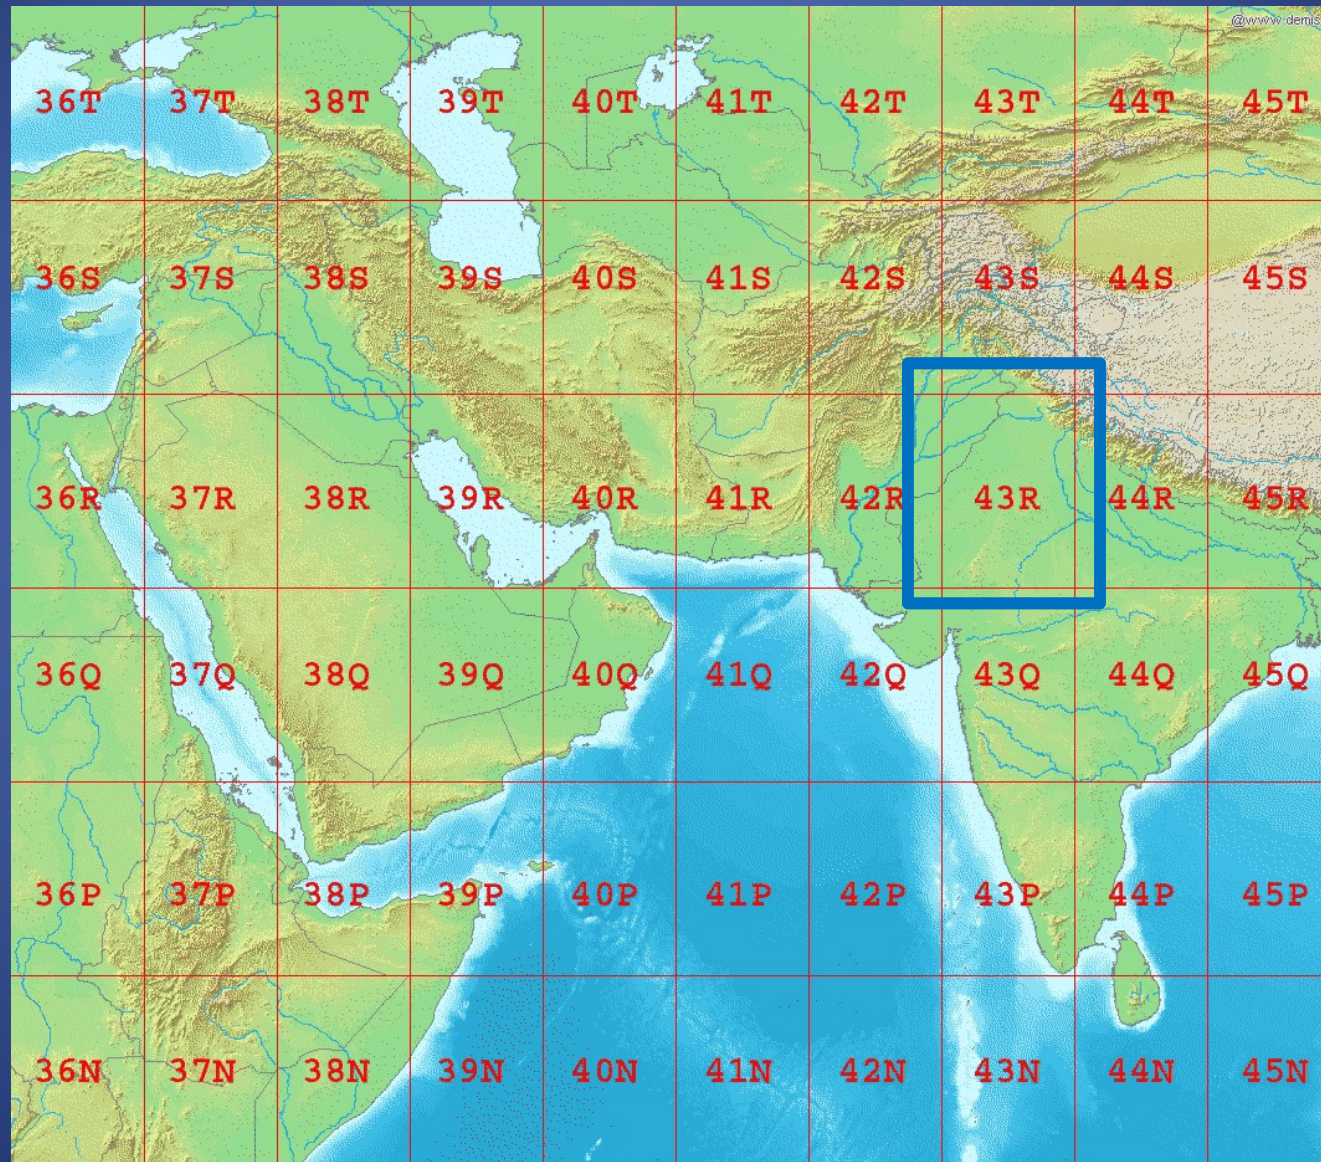 @www.demis
36T 37T 38T 39T 40T 41T 42T 43T 44T 45T
36S 37S 38S 39S 40S 41S 42S 43S 44S 45S
36R 37R 38R 39R 40R 41R 42R 43R 44R 45R
36Q 37Q 38Q 39Q 40Q 41Q 42Q 43Q 44Q 45Q
36P 37P 38P 39P 40P 41P 42P 43P 44P 45P
36N 37N 38N 39N 40N 41N 42N 43N 44N 45N